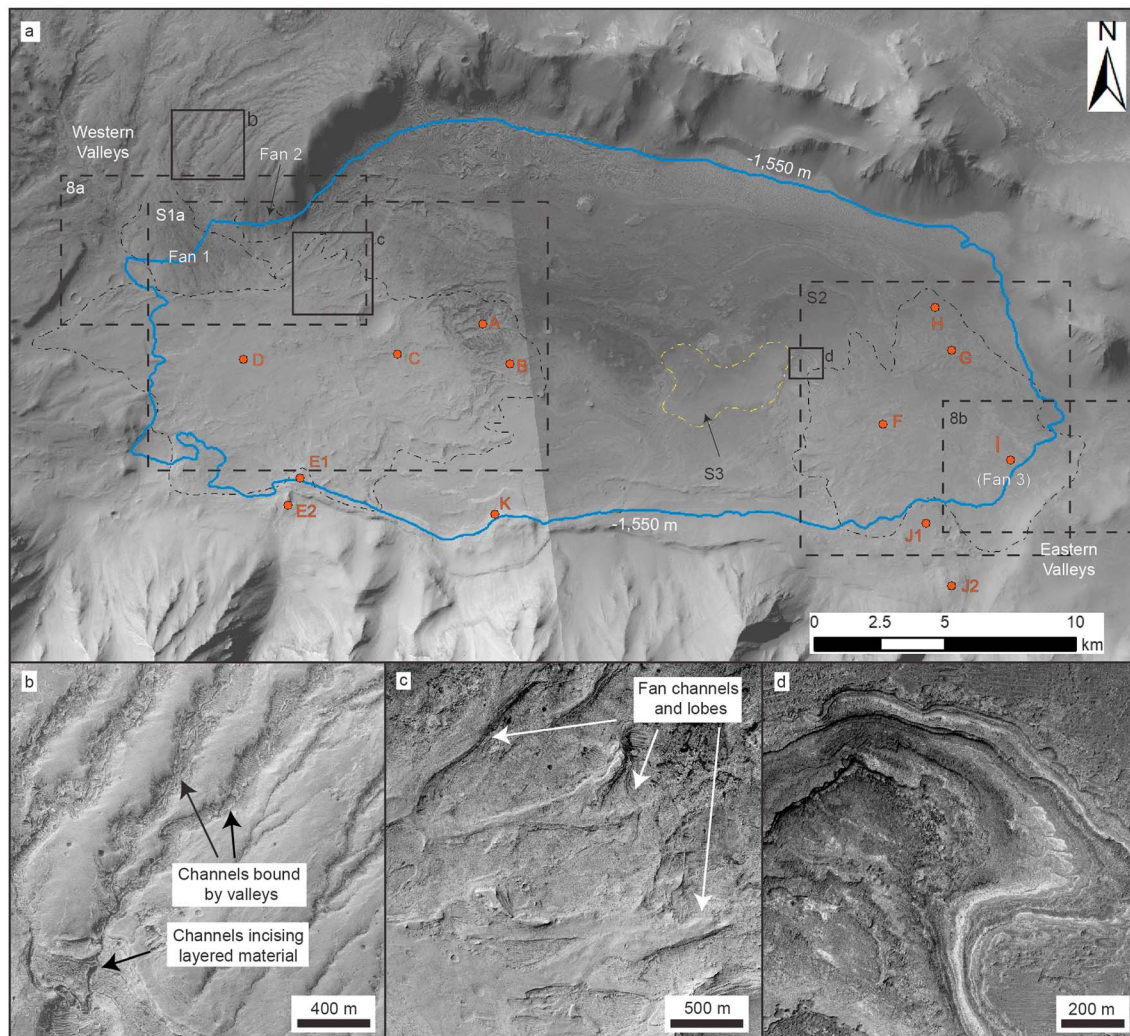 a
N
b
Western
Valleys
Fan 2
8a
-1,550 m
S1a
Fan 1
c
S2
H
A
G
D
C
B
d
F
8b
I
(Fan 3)
S3
E1
E2
K
-1,550 m
J1
Eastern
Valleys
J2
0
2.5
5
10
km
b
Channels bound
by valleys
Channels incising
layered material
400 m
c
Fan channels
and lobes
500 m
d
200 m